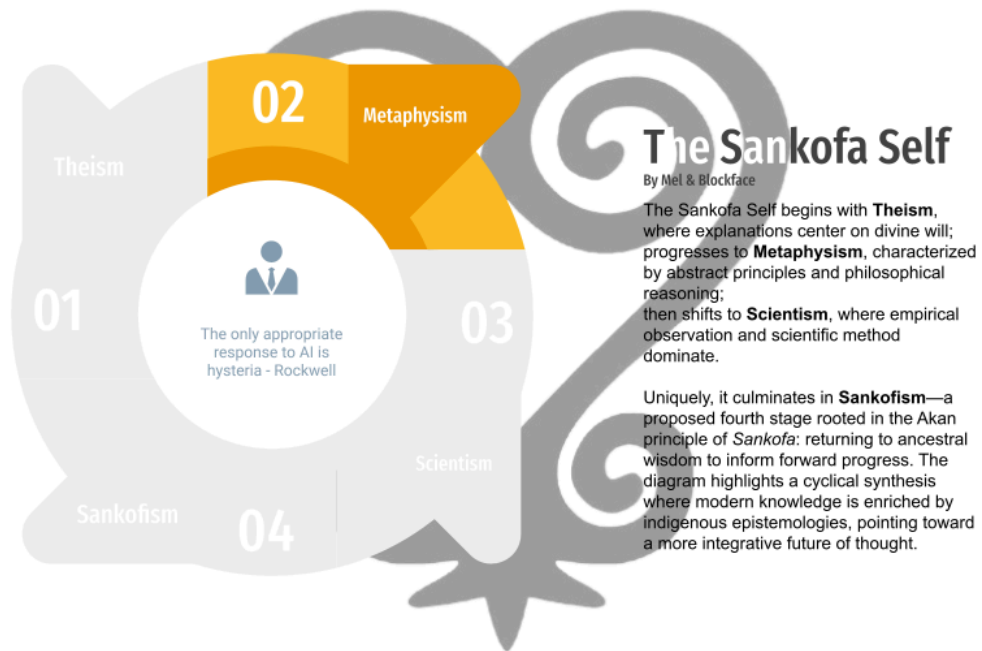 02
Metaphysism
Theism
01
03
The only appropriate
response to AI is
hysteria - Rockwell
Scientism
Sankofism
04
The Sankofa Self
By Mel & Blockface
The Sankofa Self begins with Theism,
where explanations center on divine will;
progresses to Metaphysism, characterized
by abstract principles and philosophical
reasoning;
then shifts to Scientism, where empirical
observation and scientific method
dominate.
Uniquely, it culminates in Sankofism—a
proposed fourth stage rooted in the Akan
principle of Sankofa: returning to ancestral
wisdom to inform forward progress. The
diagram highlights a cyclical synthesis
where modern knowledge is enriched by
indigenous epistemologies, pointing toward
a more integrative future of thought.